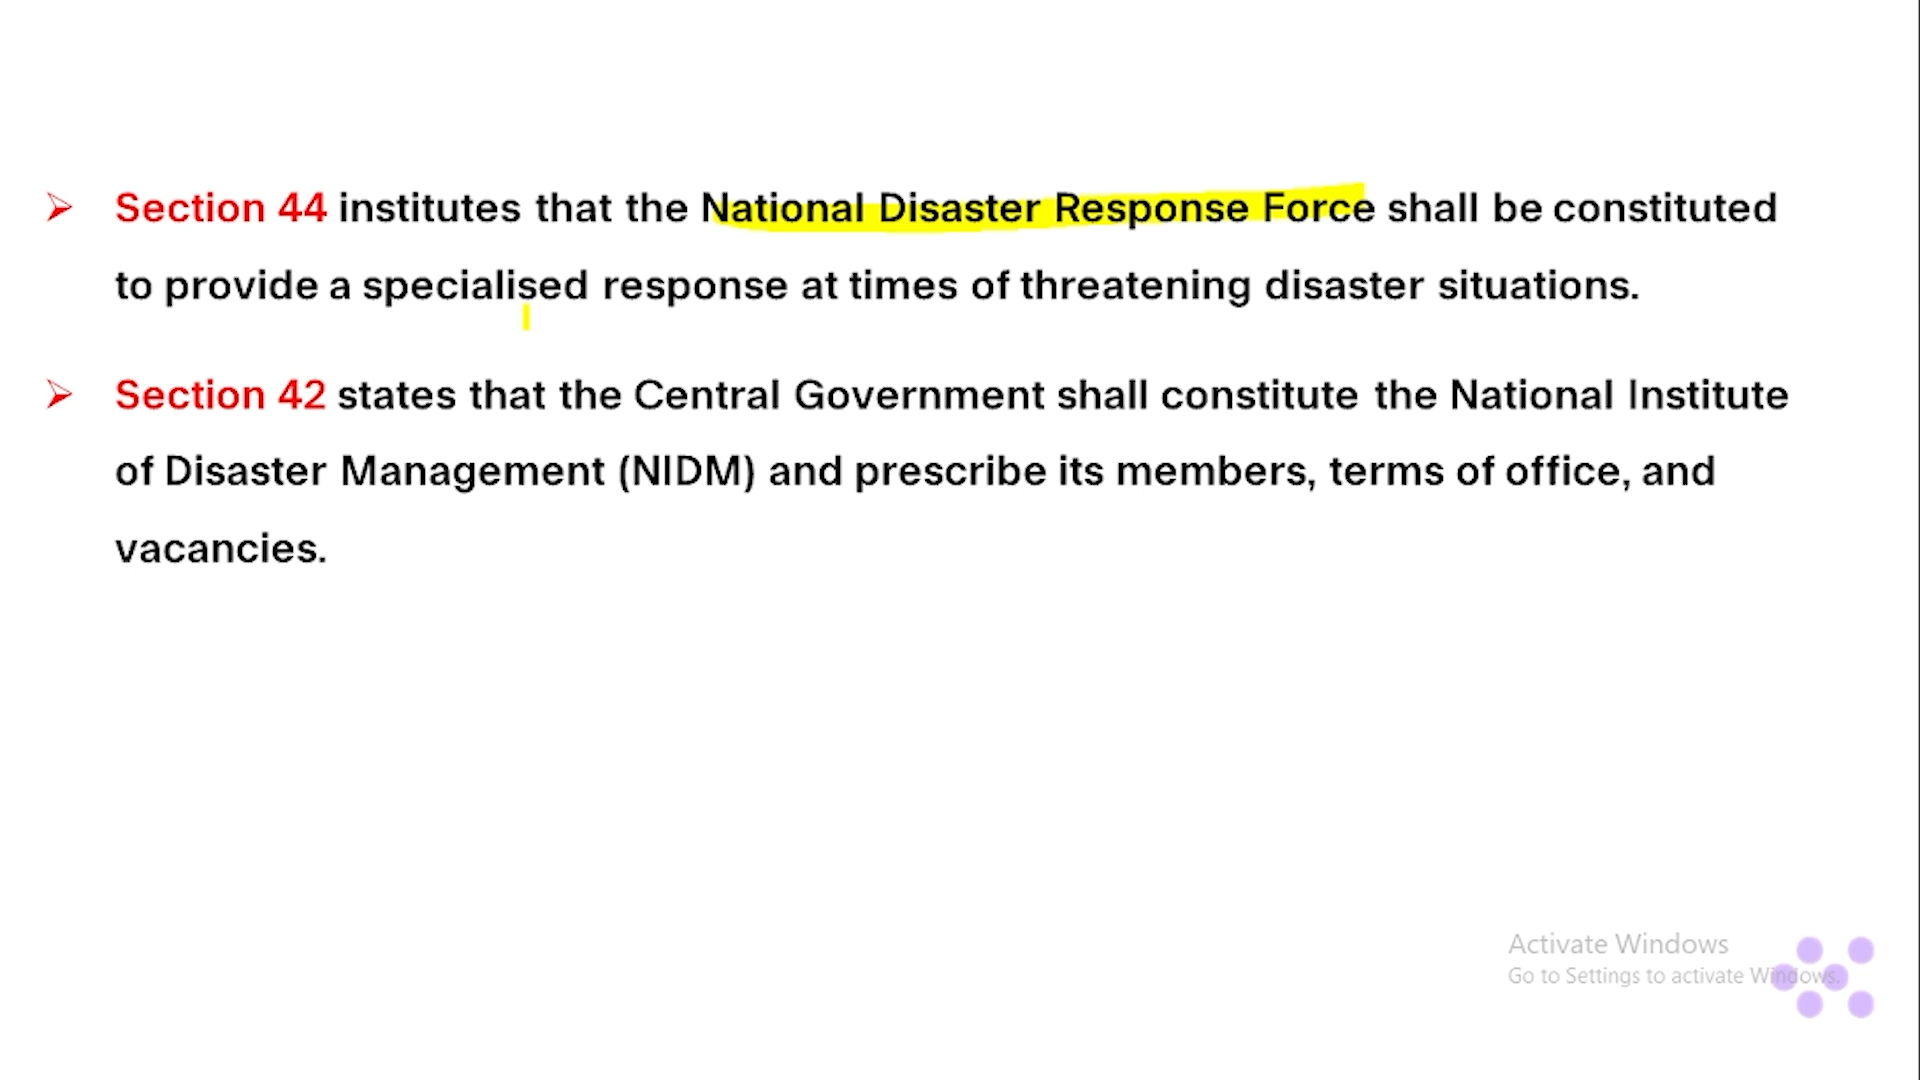 Section 44 institutes that the National Disaster Response Force shall be constituted
to provide a specialised response at times of threatening disaster situations.
Section 42 states that the Central Government shall constitute the National Institute
of Disaster Management (NIDM) and prescribe its members, terms of office, and
vacancies.
Activate Windows
Go to Settings to activate Windows.